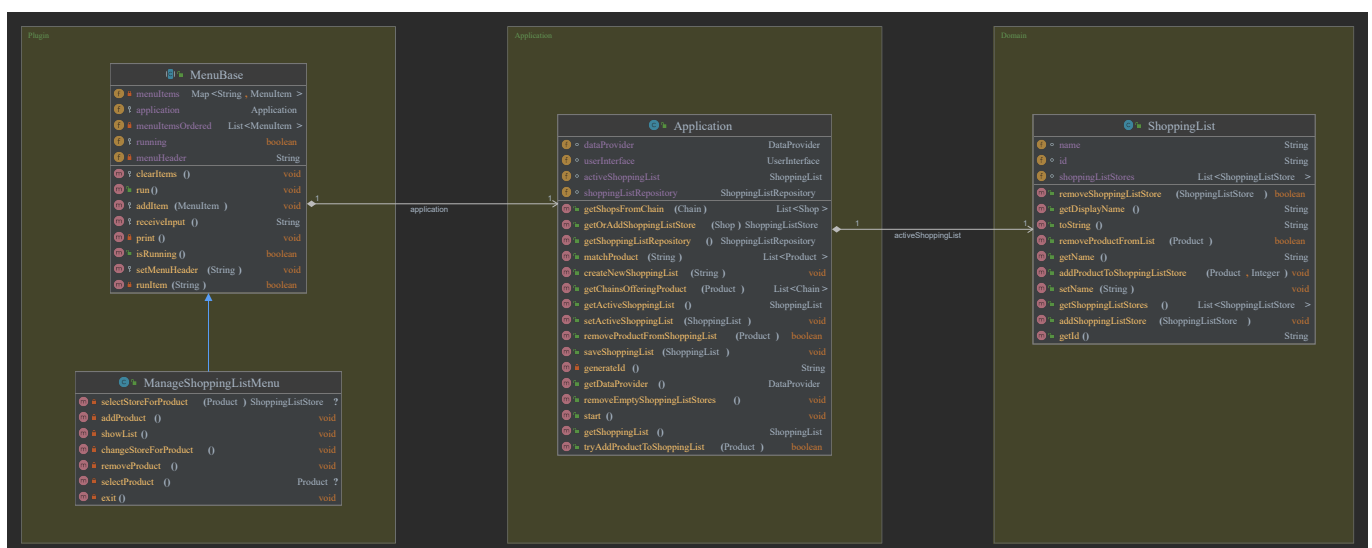 Plugin
MenuBase
menuItems Map<String, MenuItem>
application Application
menuItemsOrdered List<MenuItem>
running boolean
menuHeader String
clearItems () void
run() void
addItem (MenuItem) void
receiveInput () String
print () void
isRunning() boolean
setMenuHeader (String) void
runItem (String) boolean
ManageShoppingListMenu
selectStoreForProduct (Product) ShoppingListStore ?
addProduct () void
showList () void
changeStoreForProduct () void
removeProduct () void
selectProduct () Product ?
exit () void
1
application
1
Application
Application
dataProvider DataProvider
userInterface UserInterface
activeShoppingList ShoppingList
shoppingListRepository ShoppingListRepository
getShopsFromChain (Chain) List<Shop>
getOrAddShoppingListStore (Shop) ShoppingListStore
getShoppingListRepository () ShoppingListRepository
matchProduct (String) List<Product>
createNewShoppingList (String) void
getChainsOfferingProduct (Product) List<Chain>
getActiveShoppingList () ShoppingList
setActiveShoppingList (ShoppingList) void
removeProductFromShoppingList (Product) boolean
saveShoppingList (ShoppingList) void
generateId () String
getDataProvider () DataProvider
removeEmptyShoppingListStores () void
start () void
getShoppingList () ShoppingList
tryAddProductToShoppingList (Product) boolean
1
activeShoppingList
1
Domain
ShoppingList
name String
id String
shoppingListStores List<ShoppingListStore>
removeShoppingListStore (ShoppingListStore) boolean
getDisplayName () String
toString () String
removeProductFromList (Product) boolean
getName () String
addProductToShoppingListStore (Product, Integer) void
setName (String) void
getShoppingListStores () List<ShoppingListStore>
addShoppingListStore (ShoppingListStore) void
getId () String